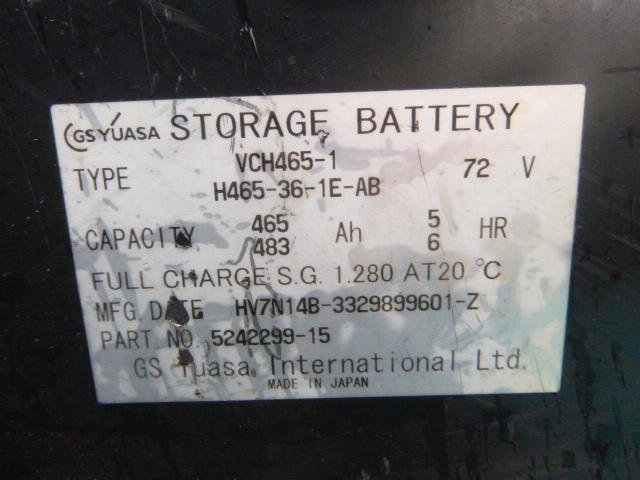 GS YUASA STORAGE BATTERY
TYPE VCH465-1 72 V
H465-36-1E-AB
CAPACITY 465 Ah 5 HR
483 6
FULL CHARGE S.G. 1.280 AT 20 °C
MFG. DATE HV7N14B-3329899601-Z
PART. NO. 5242299-15
GS Yuasa International Ltd.
MADE IN JAPAN